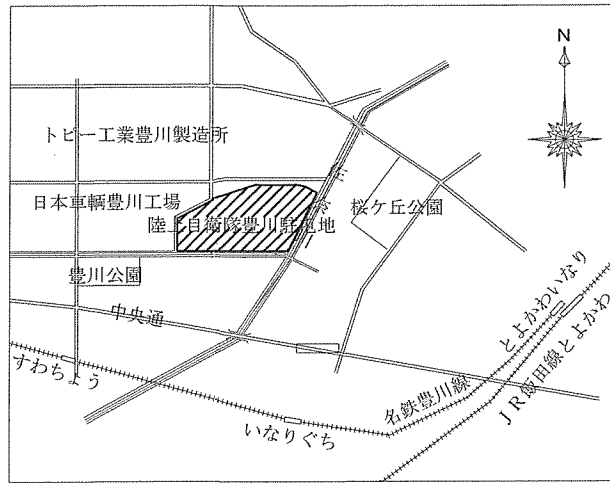 N
トピー工業豊川製造所
日本車輌豊川工場
陸上自衛隊豊川駐屯地
桜ケ丘公園
豊川公園
中央通
すわちょう
いなりぐち
名鉄豊川線
とよかわいなり
JR飯田線とよかわ